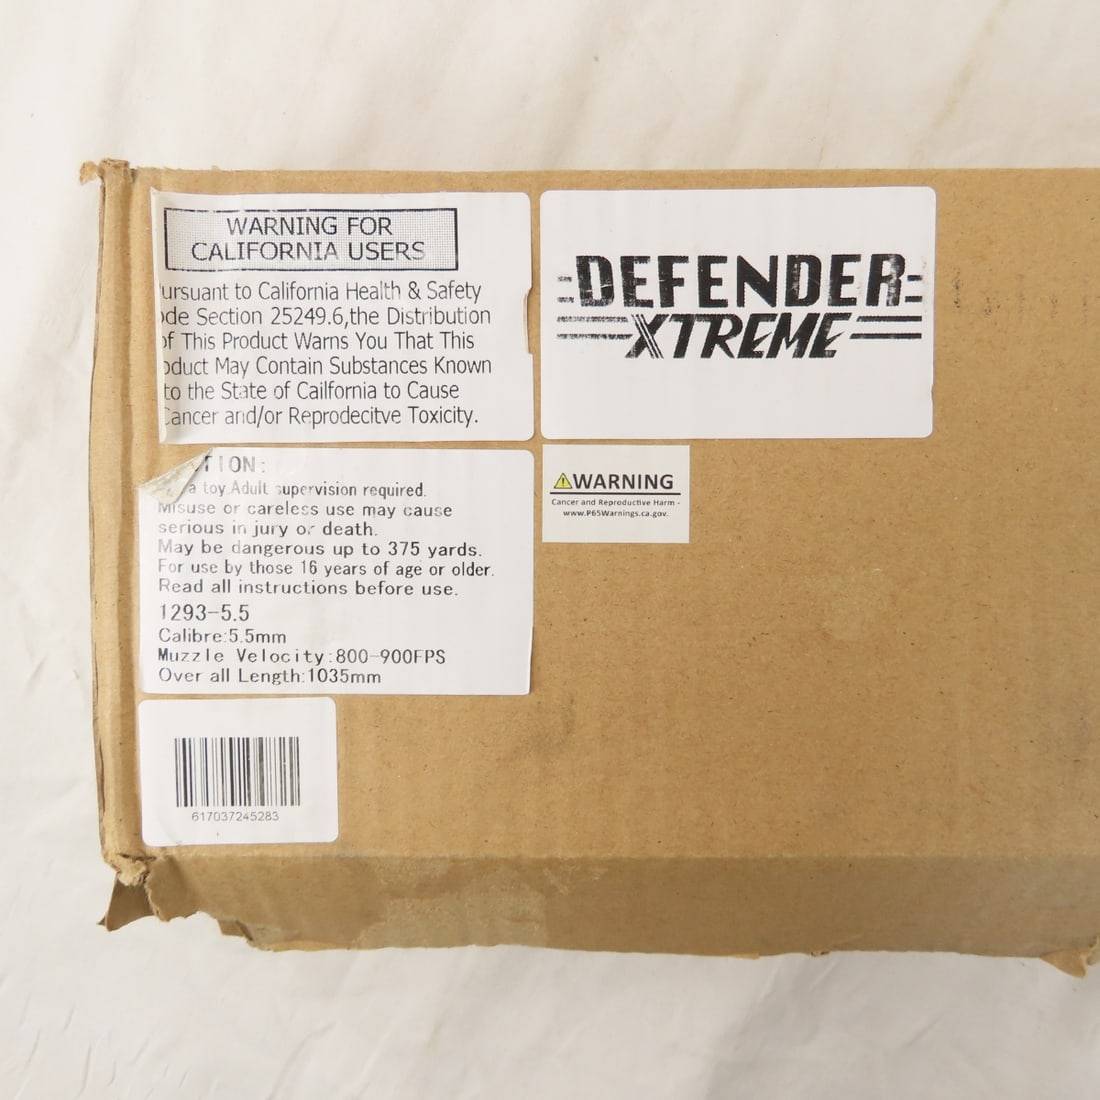 WARNING FOR
CALIFORNIA USERS
ursuant to California Health & Safety
ode Section 25249.6,the Distribution
of This Product Warns You That This
oduct May Contain Substances Known
to the State of Cailfornia to Cause
Cancer and/or Reprodecitve Toxicity.
DEFENDER
XTREME
TION:
a toy.Adult supervision required.
Misuse or careless use may cause
serious in jury or death.
May be dangerous up to 375 yards.
For use by those 16 years of age or older.
Read all instructions before use.
1293-5.5
Calibre:5.5mm
Muzzle Velocity:800-900FPS
Over all Length:1035mm
WARNING
Cancer and Reproductive Harm -
www.P65Warnings.ca.gov.
617037245283